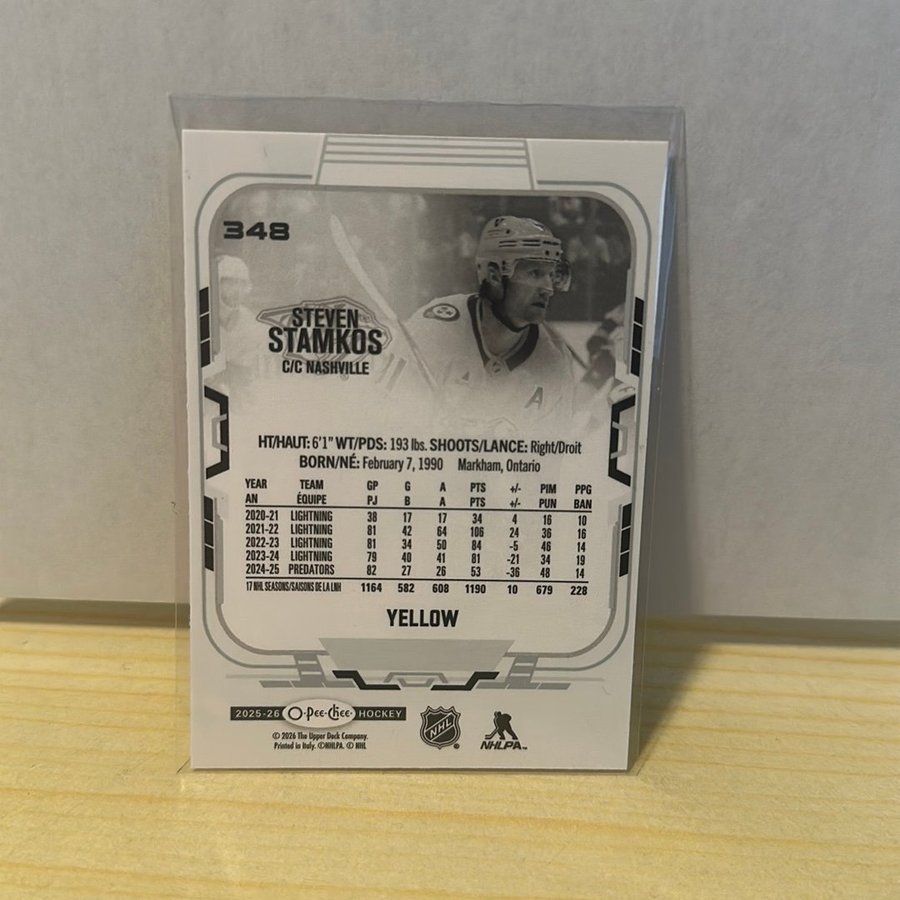 348
STEVEN
STAMKOS
C/C NASHVILLE
A
HT/HAUT: 6'1" WT/PDS: 193 lbs. SHOOTS/LANCE: Right/Droit
BORN/NÉ: February 7, 1990 Markham, Ontario
YEAR TEAM GP G A PTS +/- PIM PPG
AN ÉQUIPE PJ B A PTS +/- PUN BAN
2020-21 LIGHTNING 38 17 17 34 4 16 10
2021-22 LIGHTNING 81 42 64 106 24 36 16
2022-23 LIGHTNING 81 34 50 84 -5 46 14
2023-24 LIGHTNING 79 40 41 81 -21 34 19
2024-25 PREDATORS 82 27 26 53 -36 48 14
17 NHL SEASONS/SAISONS DE LA LNH 1164 582 608 1190 10 679 228
YELLOW
2025-26 O-Pee-Chee HOCKEY
NHL
NHLPA™
© 2026 The Upper Deck Company.
Printed in Italy. ©NHLPA. © NHL